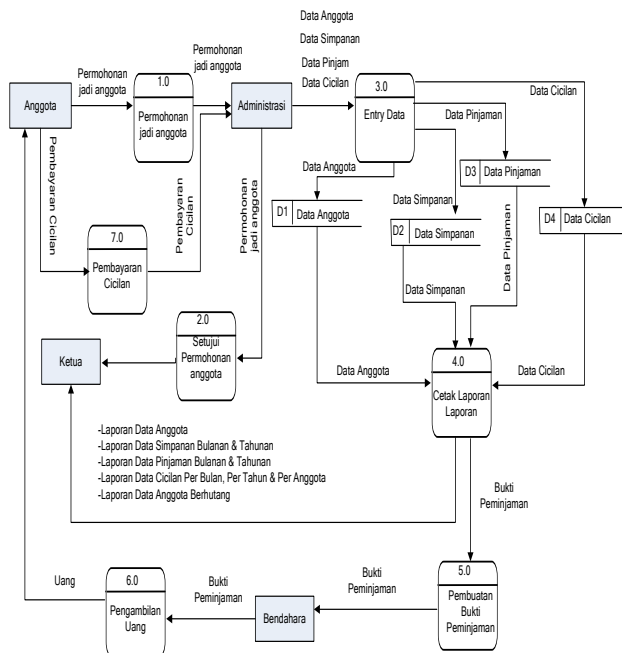 Data Anggota
Data Simpanan
Data Pinjam
Data Cicilan
Permohonan
jadi anggota
Permohonan
jadi anggota
Anggota
1.0
Permohonan
jadi anggota
Administrasi
3.0
Entry Data
Data Cicilan
Data Pinjaman
D3 Data Pinjaman
Data Anggota
D1 Data Anggota
Data Simpanan
D2 Data Simpanan
D4 Data Cicilan
Pembayaran Cicilan
7.0
Pembayaran
Cicilan
Pembayaran
Cicilan
Permohonan
jadi anggota
Data Pinjaman
Data Simpanan
2.0
Setujui
Permohonan
anggota
Ketua
Data Anggota
4.0
Cetak Laporan
Laporan
Data Cicilan
-Laporan Data Anggota
-Laporan Data Simpanan Bulanan & Tahunan
-Laporan Data Pinjaman Bulanan & Tahunan
-Laporan Data Cicilan Per Bulan, Per Tahun & Per Anggota
-Laporan Data Anggota Berhutang
Bukti
Peminjaman
Uang
6.0
Pengambilan
Uang
Bukti
Peminjaman
Bendahara
Bukti
Peminjaman
5.0
Pembuatan
Bukti
Peminjaman